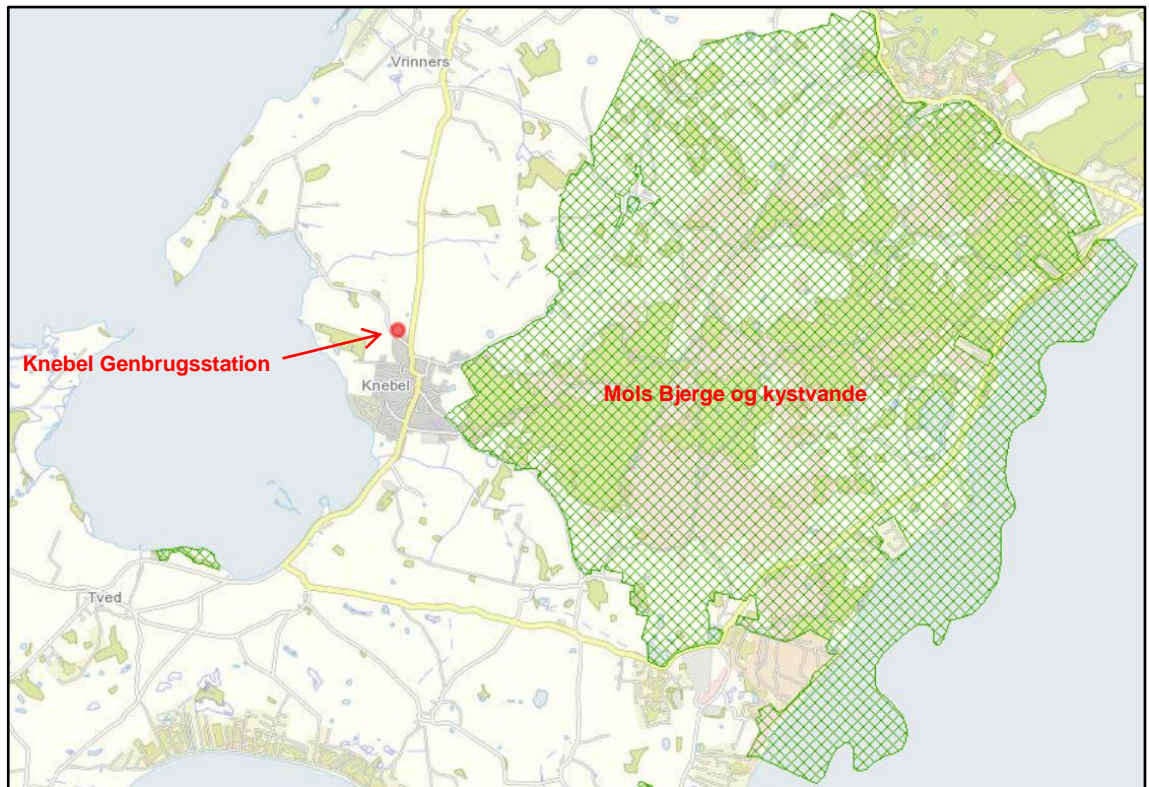 Vrinners
Knebel Genbrugsstation
Knebel
Mols Bjerge og kystvande
Tved